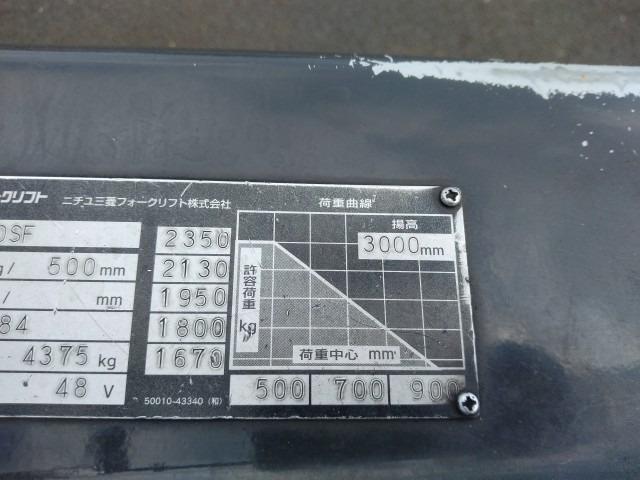 クリフト ニチユ三菱フォークリフト株式会社 荷重曲線
0SF
g/ 500mm
/ mm
84
4375 kg
48 V
2350
2130
1950
1800
1670
揚高
3000mm
許容荷重
kg
荷重中心 mm
500 700 900
50010-43340 (和)